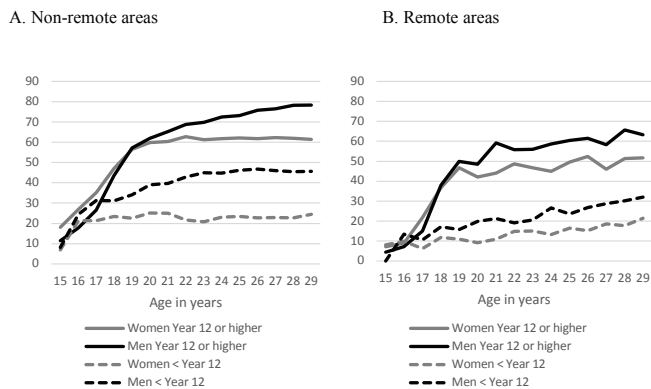 A. Non-remote areas
90
80
70
60
50
40
30
20
10
0
15 16 17 18 19 20 21 22 23 24 25 26 27 28 29
Age in years
Women Year 12 or higher
Men Year 12 or higher
Women < Year 12
Men < Year 12
B. Remote areas
90
80
70
60
50
40
30
20
10
0
15 16 17 18 19 20 21 22 23 24 25 26 27 28 29
Age in years
Women Year 12 or higher
Men Year 12 or higher
Women < Year 12
Men < Year 12